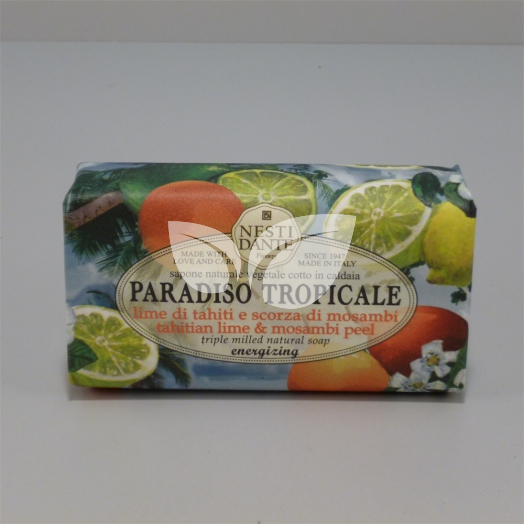 NESTI
DANTE
Firenze
MADE WITH
LOVE AND CARE
SINCE 1947
MADE IN ITALY
sapone naturale vegetale cotto in caldaia
PARADISO TROPICALE
lime di tahiti e scorza di mosambi
tahitian lime & mosambi peel
triple milled natural soap
energizing